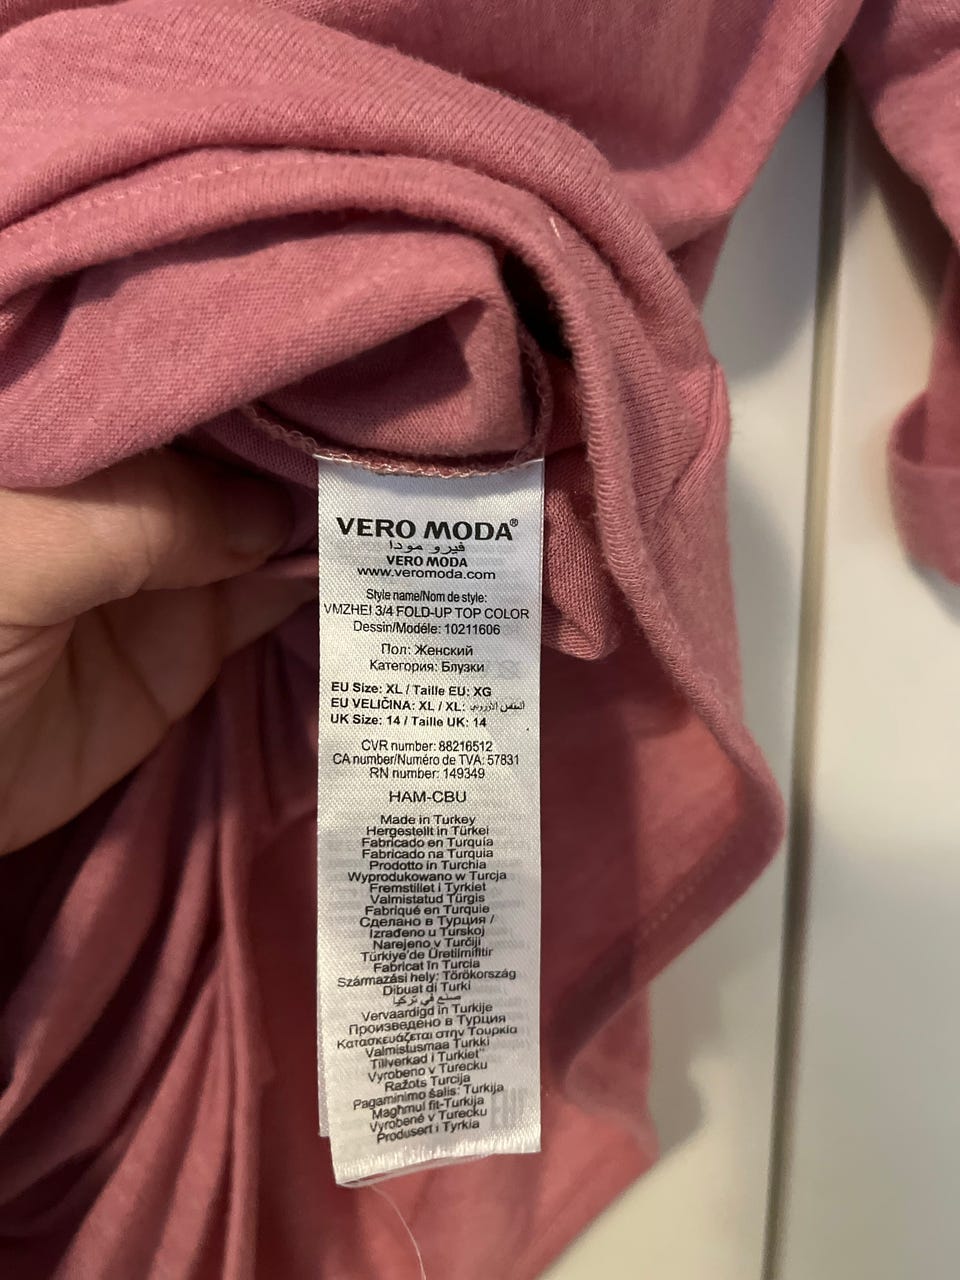 VERO MODA®
فيرو مودا
VERO MODA
www.veromoda.com
Style name/Nom de style:
VMZHEI 3/4 FOLD-UP TOP COLOR
Dessin/Modéle: 10211606
Пол: Женский
Категория: Блузки
EU Size: XL / Taille EU: XG
EU VELIČINA: XL / XL:
UK Size: 14 / Taille UK: 14
CVR number: 88216512
CA number/Numéro de TVA: 57831
RN number: 149349
HAM-CBU
Made in Turkey
Hergestellt in Türkei
Fabricado en Turquía
Fabricado na Turquia
Prodotto in Turchia
Wyprodukowano w Turcja
Fremstillet i Tyrkiet
Valmistatud Türgis
Fabriqué en Turquie
Сделано в Турция /
Izrađeno u Turskoj
Narejeno v Turčiji
Türkiye'de Üretilmiştir
Fabricat în Turcia
Származási hely: Törökország
Dibuat di Turki
صنع في تركيا
Vervaardigd in Turkije
Произведено в Турция
Κατασκευάζεται στην Τουρκία
Valmistusmaa Turkki
Tillverkad i Turkiet"
Vyrobeno v Turecku
Ražots Turcija
Pagaminimo šalis: Turkija
Magħmul fit-Turkija
Vyrobené v Turecku
Produsert i Tyrkia